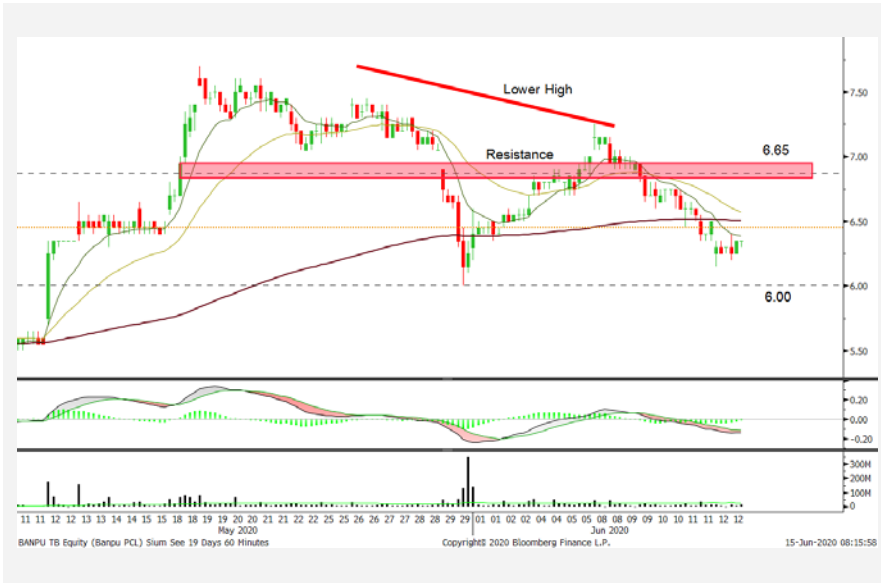 Lower High
7.50
6.65
Resistance
7.00
6.50
6.00
6.00
5.50
0.20
0.00
-0.20
300M
200M
100M
0
11 11 12 12 13 13 14 15 15 18 18 19 20 20 21 21 22 22 25 25 26 26 27 27 28 28 29 29 01 01 02 02 04 04 05 05 08 08 09 09 10 10 11 11 12 12
May 2020 Jun 2020
BANPU TB Equity (Banpu PCL) Sium See 19 Days 60 Minutes Copyright© 2020 Bloomberg Finance L.P. 15-Jun-2020 08:15:58